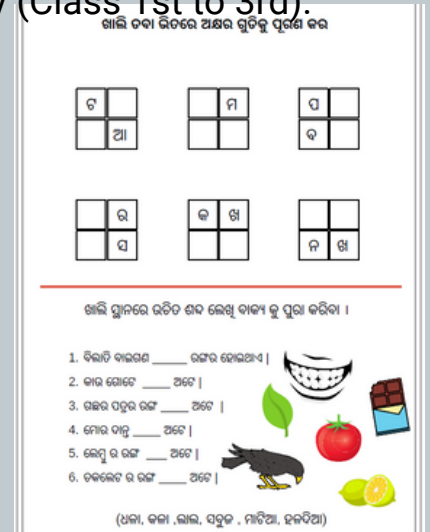 (Class 1st to 3rd).
ଖାଲି ଡବା ଭିତରେ ଅକ୍ଷର ଗୁଡିକୁ ପୂରଣ କର
ଟ ମ ପ
ଆ ବ
ର କ ଖ
ସ ନ ଖ
ଖାଲି ସ୍ଥାନରେ ଉଚିତ ଶବ୍ଦ ଲେଖି ବାକ୍ୟ କୁ ପୁରା କରିବା ।
1. ବିଲାତି ବାଇଗଣ ______ ରଙ୍ଗର ହୋଇଥାଏ |
2. କାଉ ଗୋଟେ _____ ଅଟେ |
3. ଗଛର ପତ୍ରର ରଙ୍ଗ _____ ଅଟେ |
4. ମୋର ଦାନ୍ତ _____ ଅଟେ |
5. ଲେମ୍ବୁ ର ରଙ୍ଗ ____ ଅଟେ |
6. ଚକଲେଟ ର ରଙ୍ଗ _____ ଅଟେ |
(ଧଳା, କଳା ,ଲାଲ, ସବୁଜ , ମାଟିଆ, ହଳଦିଆ)